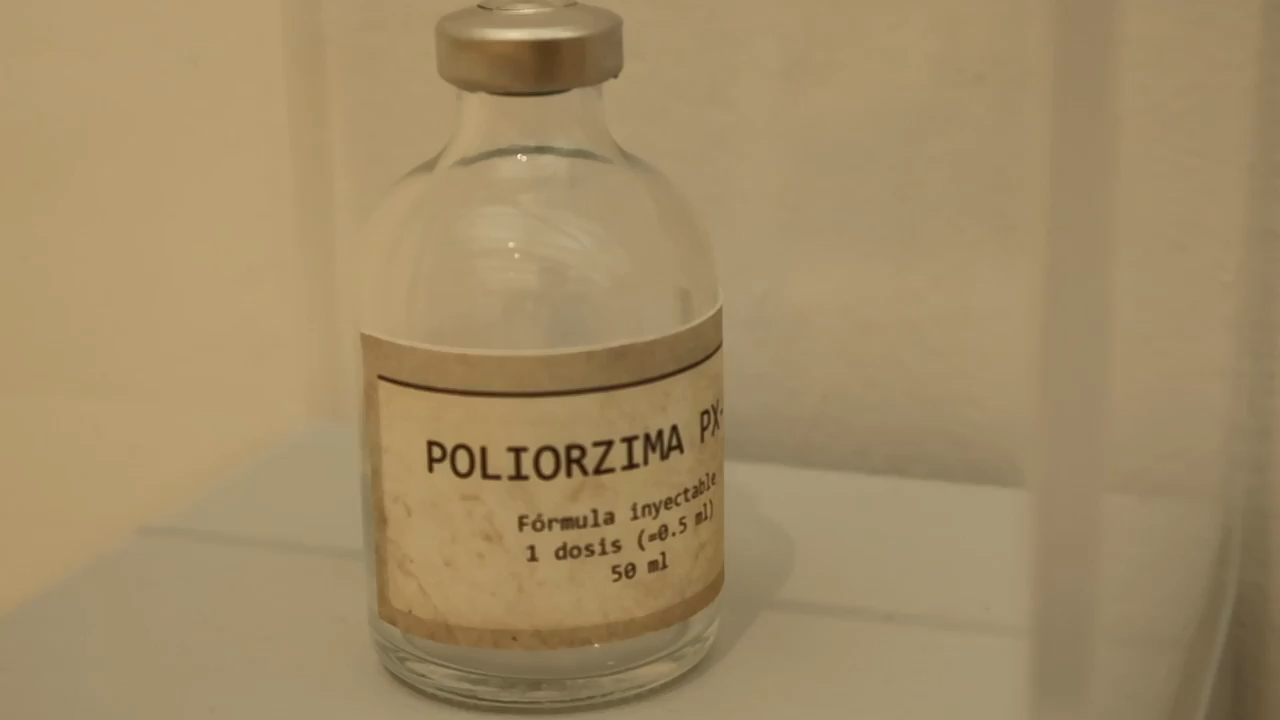 POLIORZIMA PX-
Fórmula inyectable
1 dosis (=0.5 ml)
50 ml